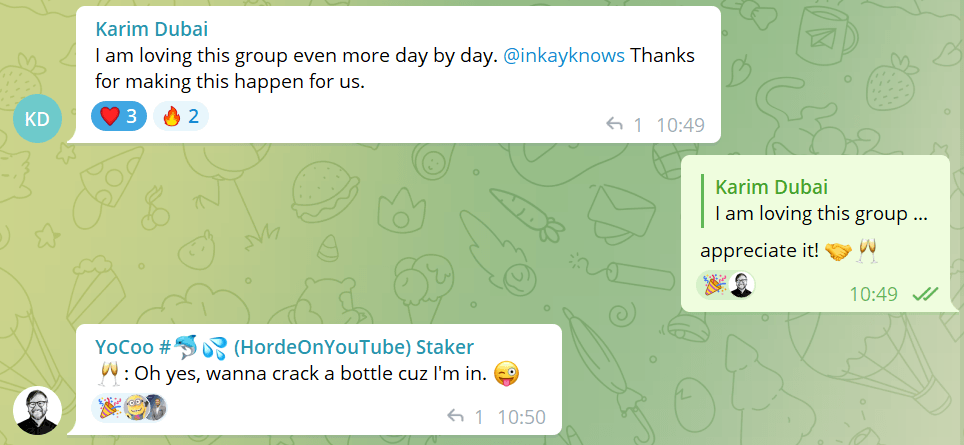 Karim Dubai
I am loving this group even more day by day. @inkayknows Thanks
for making this happen for us.
KD
❤️ 3 🔥 2
1 10:49
Karim Dubai
I am loving this group ...
appreciate it! 🤝🥂
🎉
10:49
YoCoo #🐬💦 (HordeOnYouTube) Staker
🥂: Oh yes, wanna crack a bottle cuz I'm in. 😜
🎉
1 10:50